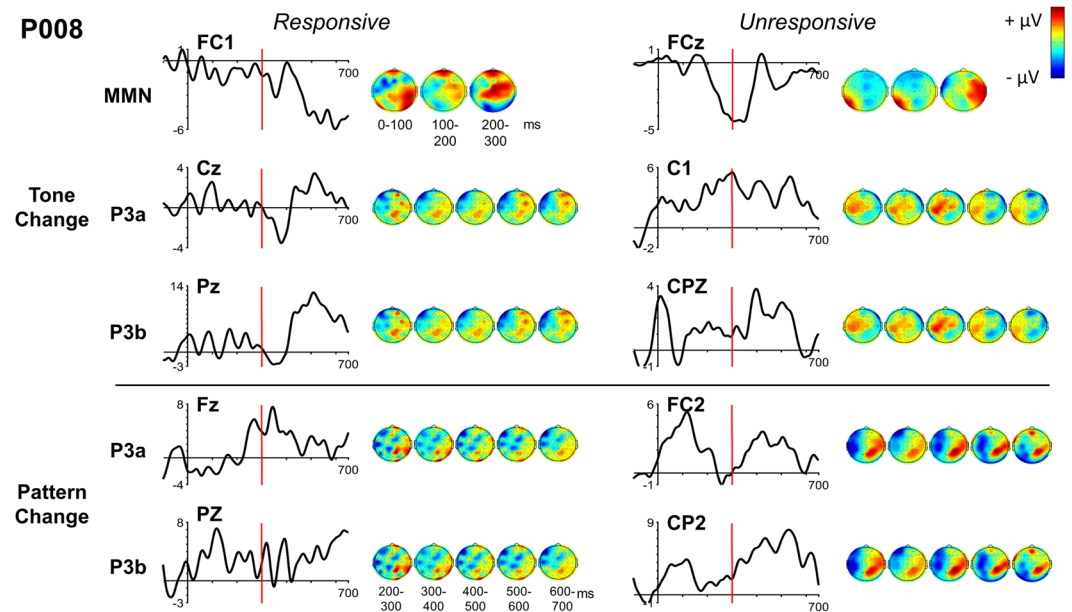 P008
Responsive
Unresponsive
+ µV
- µV
MMN
FC1
1
-6
700
0-100
100-
200
200-
300
ms
FCz
1
-5
Tone
Change
P3a
Cz
4
-4
700
C1
6
-2
700
P3b
Pz
14
-3
700
CPZ
4
-1
700
Pattern
Change
P3a
Fz
8
-4
700
FC2
6
-1
700
P3b
PZ
8
-3
700
200-
300
300-
400
400-
500
500-
600
600-
700
ms
CP2
9
700